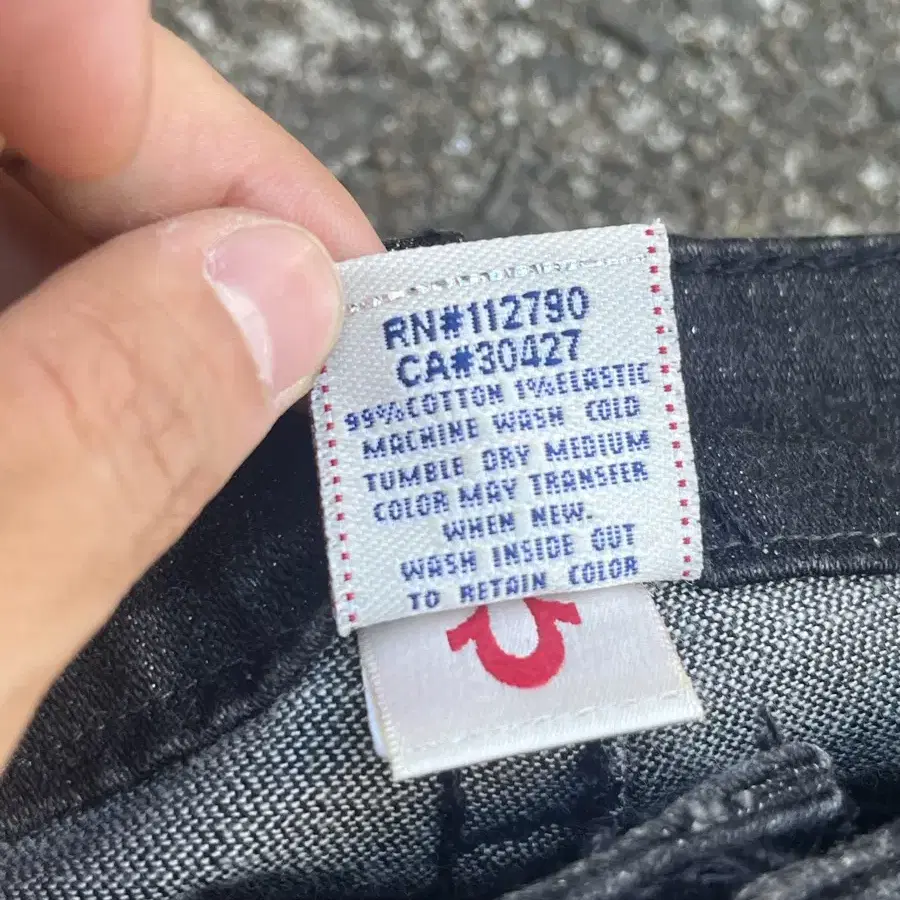 RN#112790
CA#30427
99%COTTON 1%ELASTIC
MACHINE WASH COLD
TUMBLE DRY MEDIUM
COLOR MAY TRANSFER
WHEN NEW.
WASH INSIDE OUT
TO RETAIN COLOR